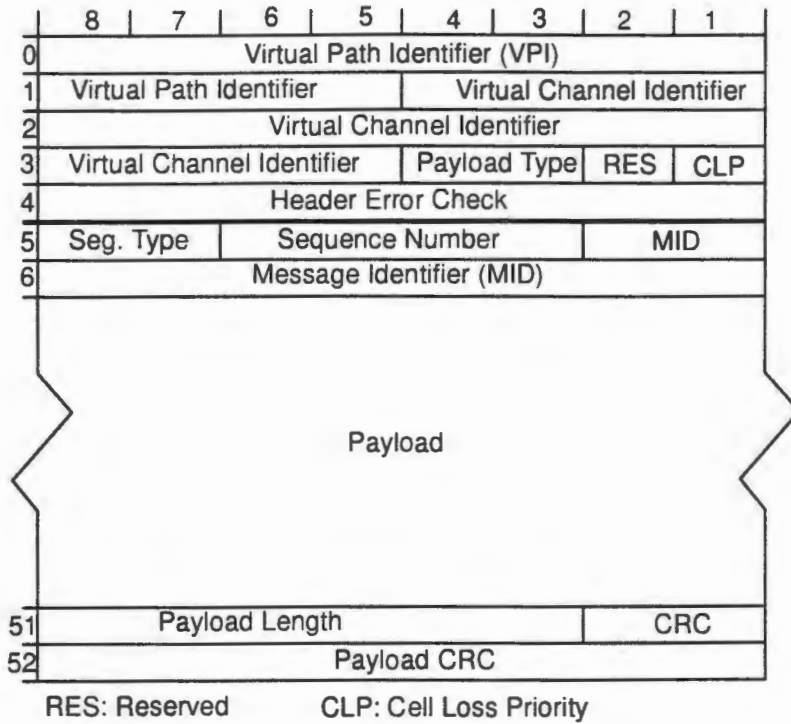 8 7 6 5 4 3 2 1
0 Virtual Path Identifier (VPI)
1 Virtual Path Identifier Virtual Channel Identifier
2 Virtual Channel Identifier
3 Virtual Channel Identifier Payload Type RES CLP
4 Header Error Check
5 Seg. Type Sequence Number MID
6 Message Identifier (MID)
Payload
51 Payload Length CRC
52 Payload CRC
RES: Reserved CLP: Cell Loss Priority